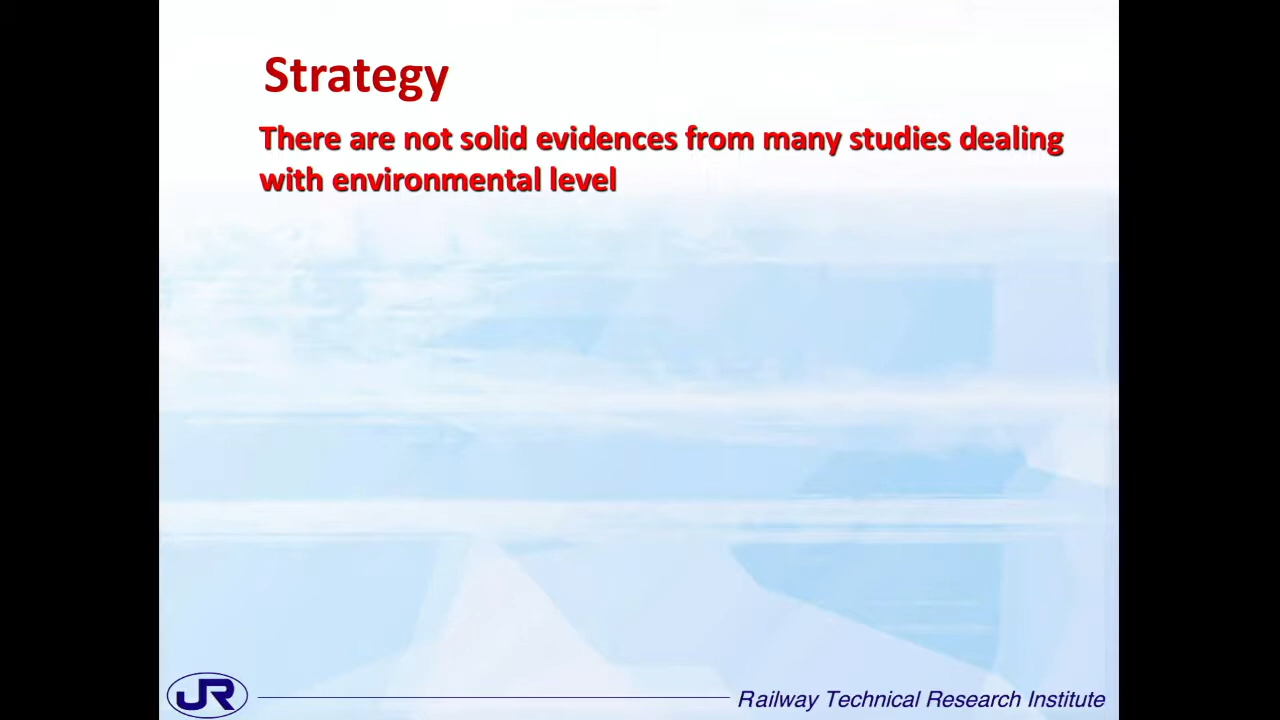 Strategy
There are not solid evidences from many studies dealing
with environmental level
JR
Railway Technical Research Institute